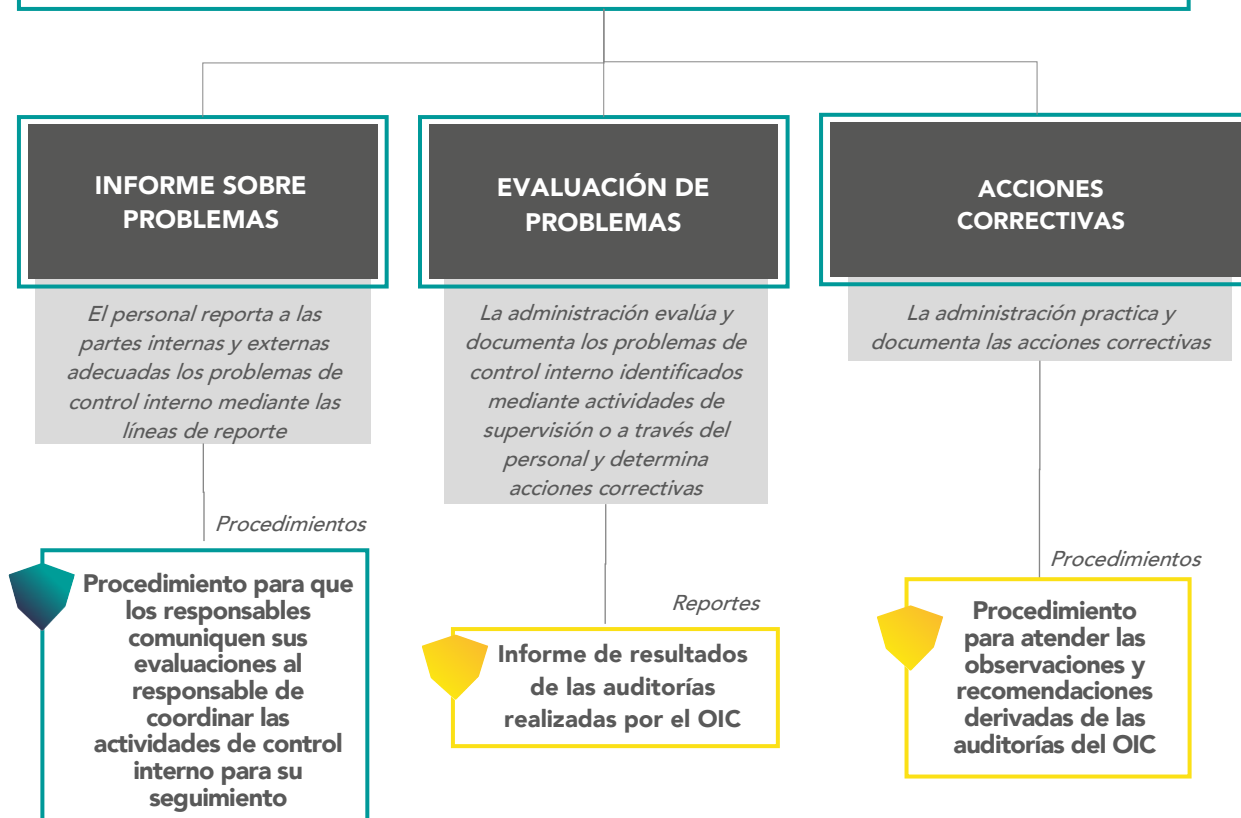 INFORME SOBRE
PROBLEMAS
El personal reporta a las
partes internas y externas
adecuadas los problemas de
control interno mediante las
líneas de reporte
Procedimientos
Procedimiento para que
los responsables
comuniquen sus
evaluaciones al
responsable de
coordinar las
actividades de control
interno para su
seguimiento
EVALUACIÓN DE
PROBLEMAS
La administración evalúa y
documenta los problemas de
control interno identificados
mediante actividades de
supervisión o a través del
personal y determina
acciones correctivas
Reportes
Informe de resultados
de las auditorías
realizadas por el OIC
ACCIONES
CORRECTIVAS
La administración practica y
documenta las acciones correctivas
Procedimientos
Procedimiento
para atender las
observaciones y
recomendaciones
derivadas de las
auditorías del OIC